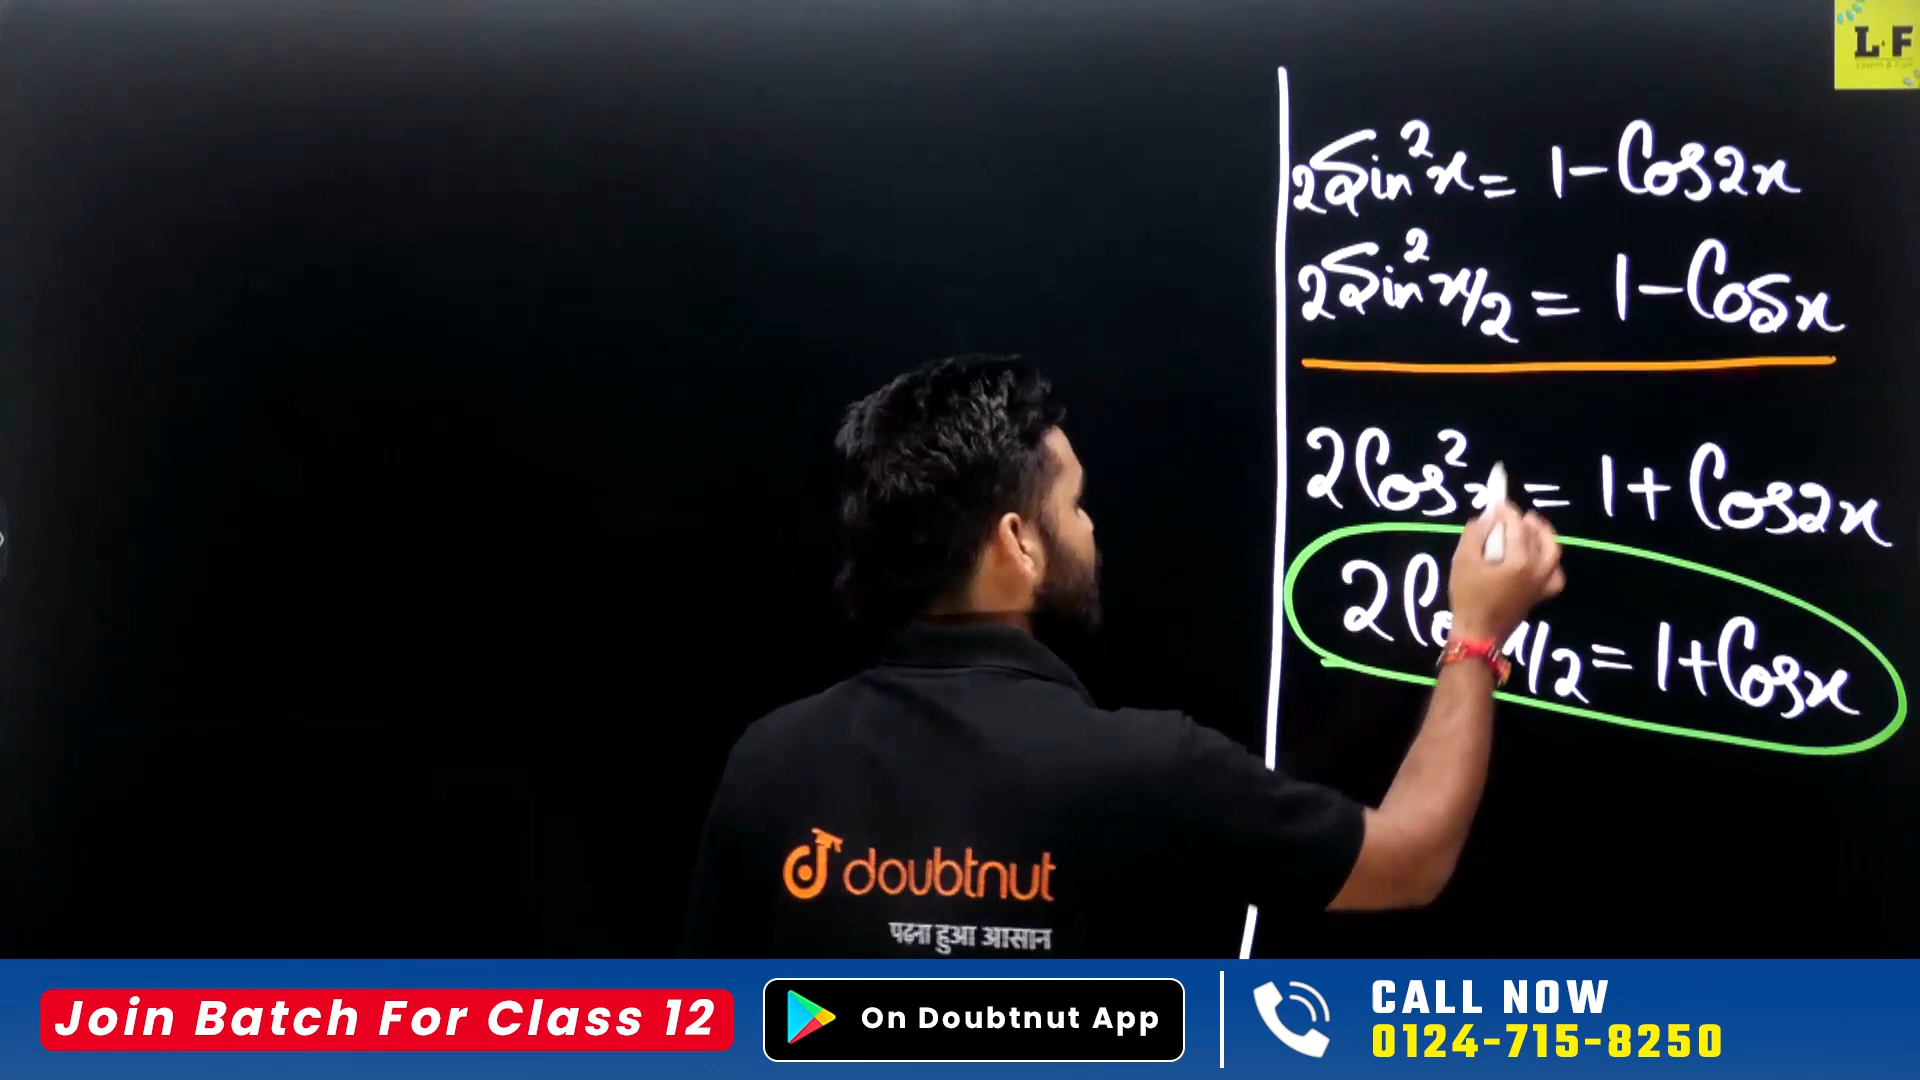 L·F
2Sin²x = 1 - Cos2x
2Sin²x/2 = 1 - Cosx
2Cos²x = 1 + Cos2x
2Co x/2 = 1 + Cosx
doubtnut
पढ़ना हुआ आसान
Join Batch For Class 12
On Doubtnut App
CALL NOW
0124-715-8250